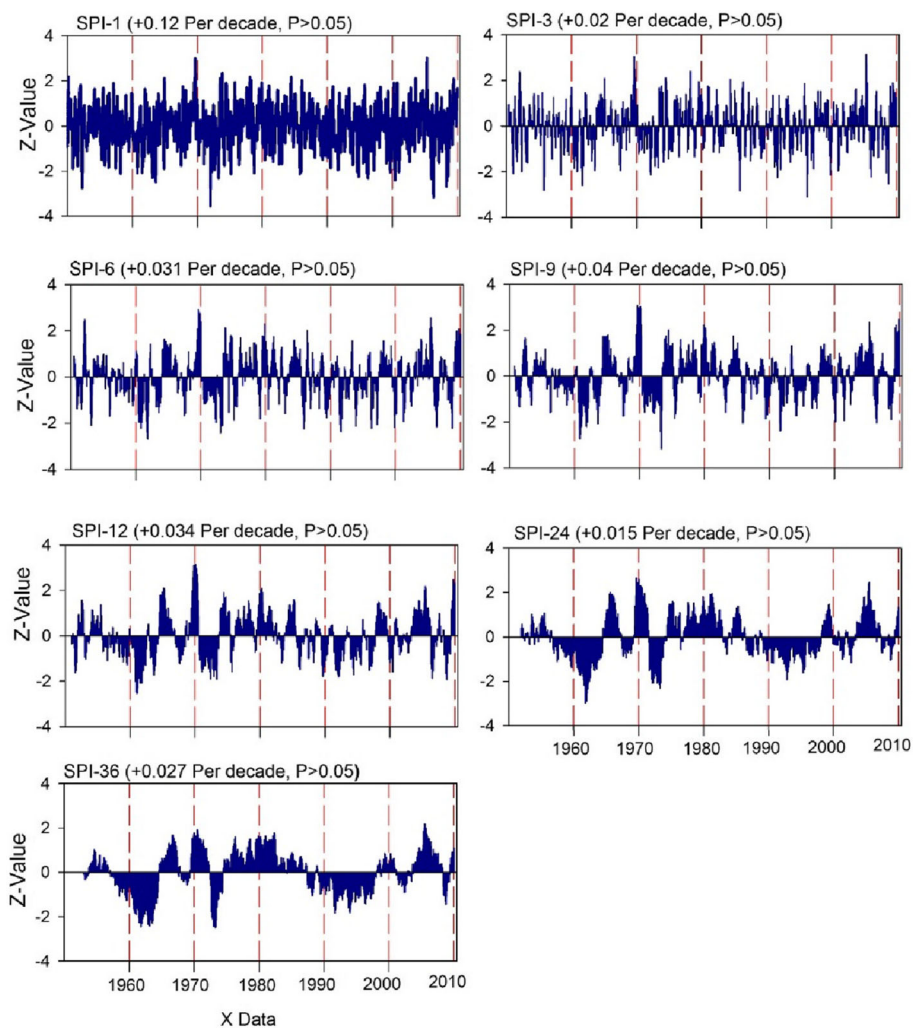 SPI-1 (+0.12 Per decade, P>0.05)
4
2
0
-2
-4
Z-Value
SPI-3 (+0.02 Per decade, P>0.05)
4
2
0
-2
-4
SPI-6 (+0.031 Per decade, P>0.05)
4
2
0
-2
-4
Z-Value
SPI-9 (+0.04 Per decade, P>0.05)
4
2
0
-2
-4
SPI-12 (+0.034 Per decade, P>0.05)
4
2
0
-2
-4
Z-Value
SPI-24 (+0.015 Per decade, P>0.05)
4
2
0
-2
-4
1960 1970 1980 1990 2000 2010
SPI-36 (+0.027 Per decade, P>0.05)
4
2
0
-2
-4
Z-Value
1960 1970 1980 1990 2000 2010
X Data